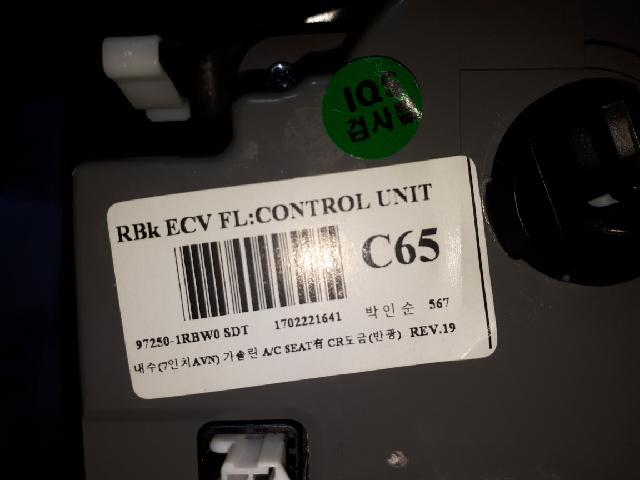 IQS
검사필
RBk ECV FL:CONTROL UNIT
C65
97250-1RBW0 SDT 1702221641 박인순 567
내수(7인치AVN) 가솔린 A/C SEAT有 CR도금(반광) REV.19